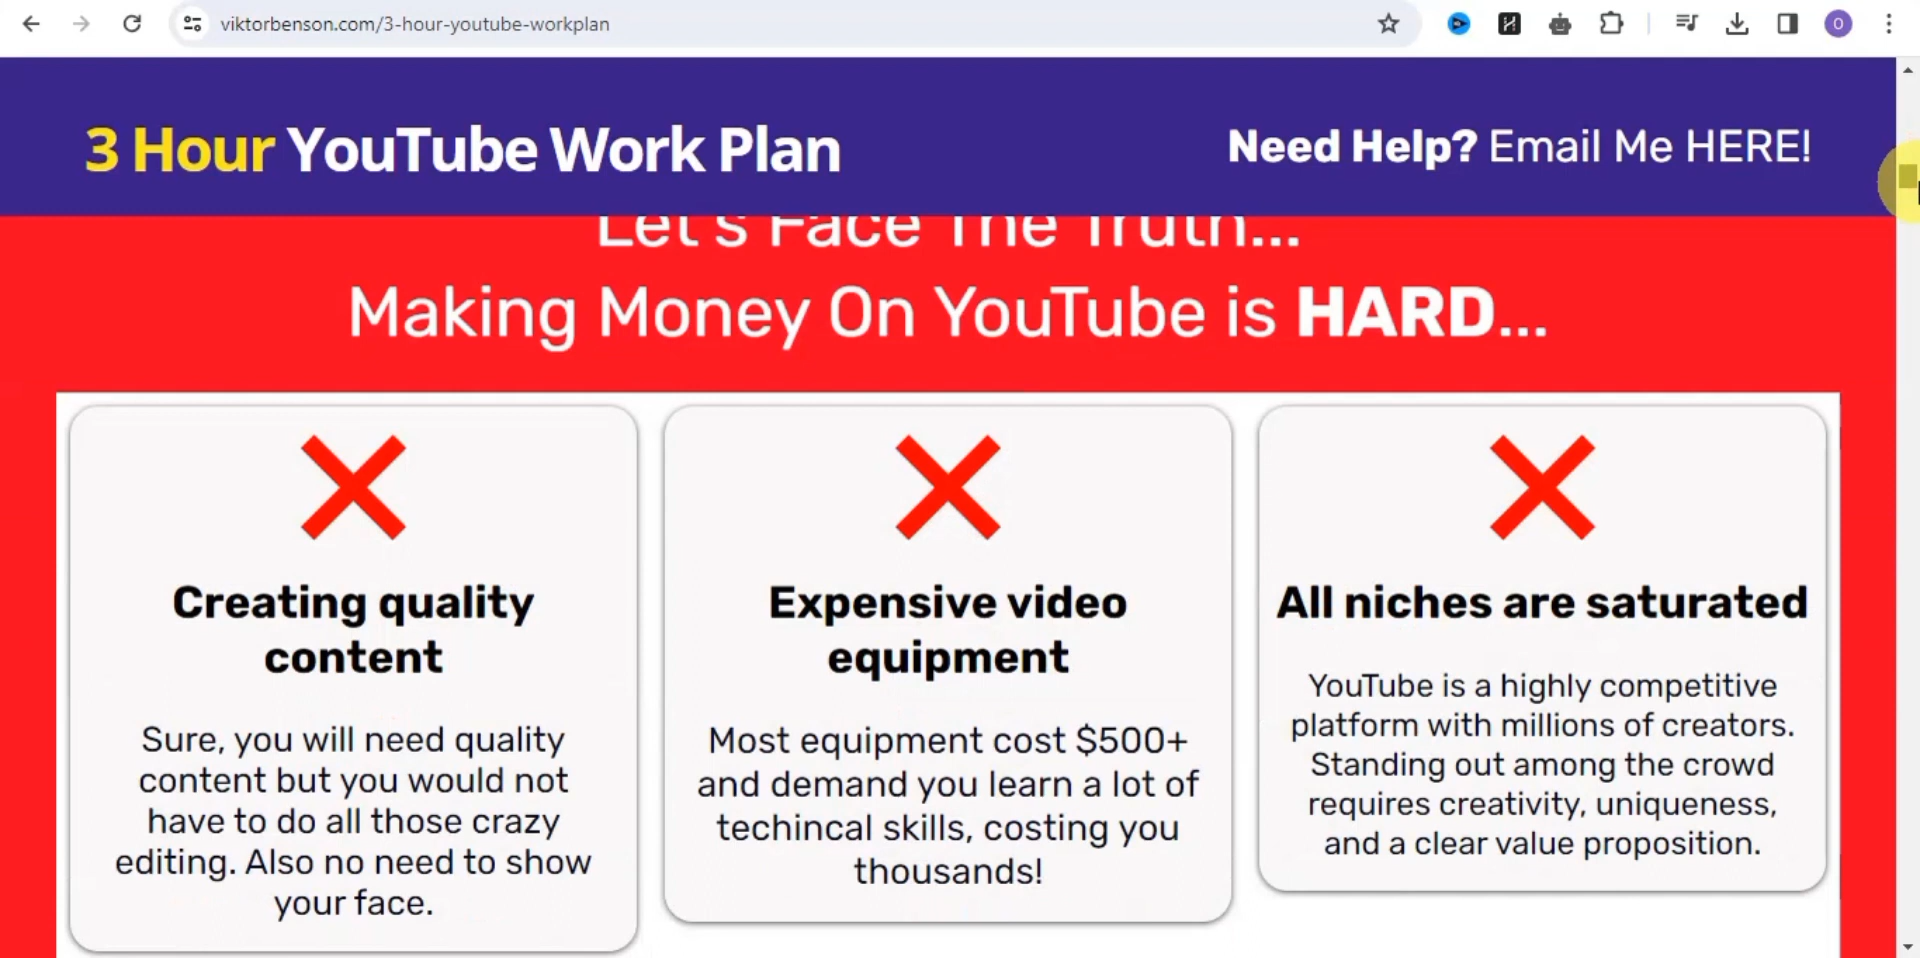 viktorbenson.com/3-hour-youtube-workplan
O
3 Hour YouTube Work Plan
Need Help? Email Me HERE!
Let's Face The Truth...
Making Money On YouTube is HARD...
Creating quality
content
Sure, you will need quality
content but you would not
have to do all those crazy
editing. Also no need to show
your face.
Expensive video
equipment
Most equipment cost $500+
and demand you learn a lot of
techincal skills, costing you
thousands!
All niches are saturated
YouTube is a highly competitive
platform with millions of creators.
Standing out among the crowd
requires creativity, uniqueness,
and a clear value proposition.